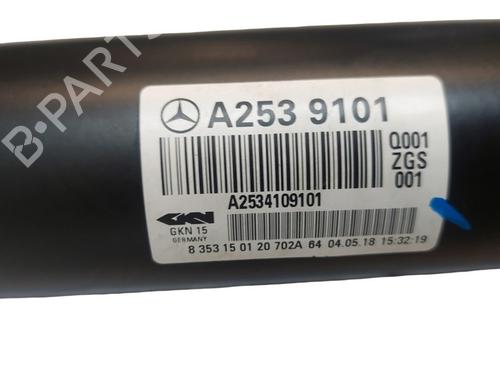 B-PARTS
A253 9101
Q001
ZGS
001
A2534109101
GKN
GKN 15
GERMANY
8 353 15 01 20 702A 64 04.05.18 15:32:19